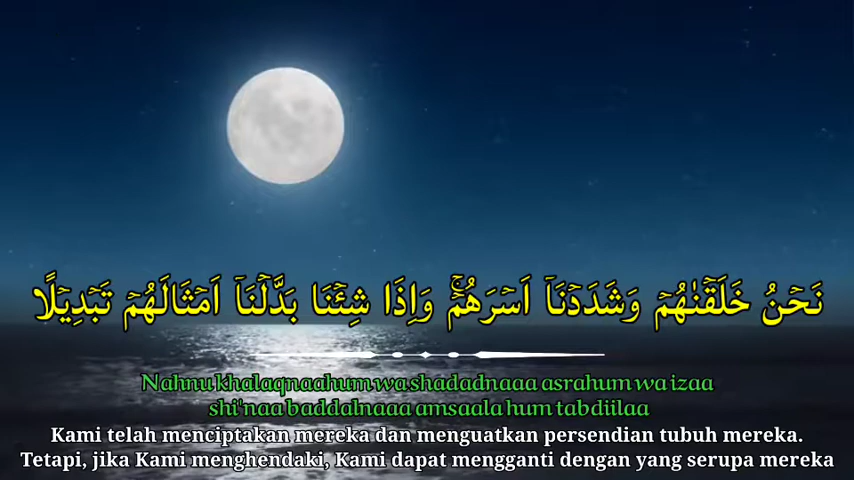 نَحۡنُ خَلَقۡنٰهُمۡ وَشَدَدۡنَاۤ اَسۡرَهُمۡ​ۚ وَاِذَا شِئۡنَا بَدَّلۡنَاۤ اَمۡثَالَهُمۡ تَبۡدِيۡلًا
Nahnu khalaqnaahum wa shadadnaaa asrahum wa izaa
shi'naa baddalnaaa amsaala hum tabdiilaa
Kami telah menciptakan mereka dan menguatkan persendian tubuh mereka.
Tetapi, jika Kami menghendaki, Kami dapat mengganti dengan yang serupa mereka